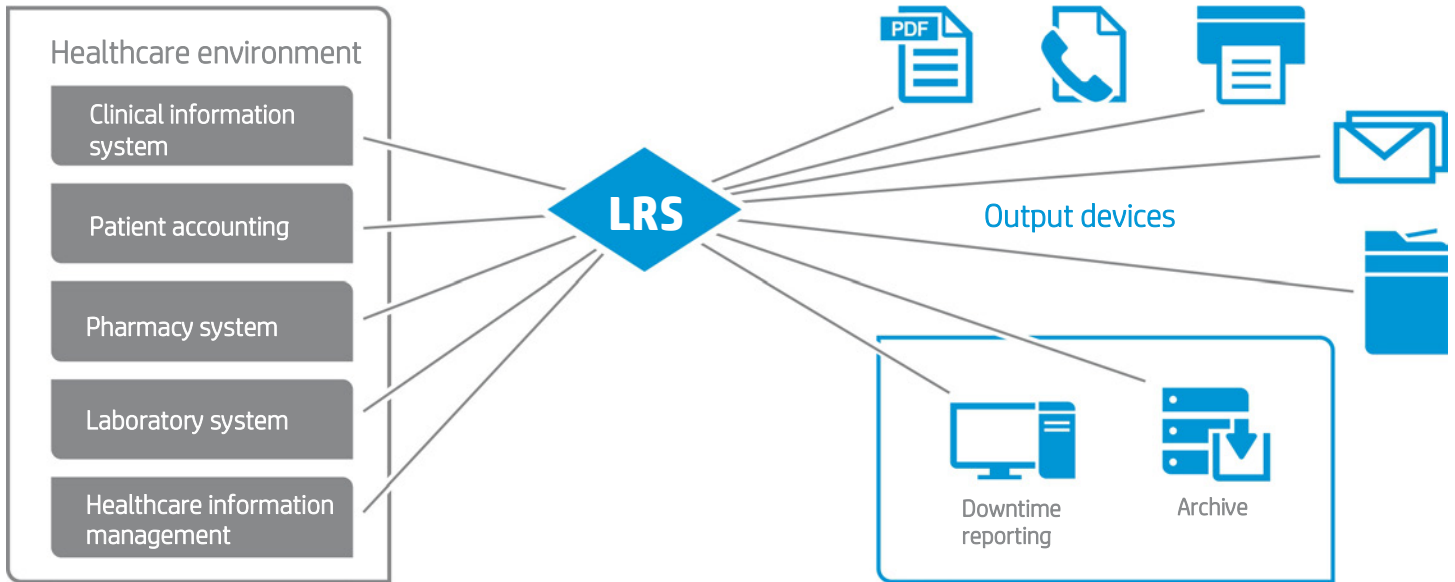 Healthcare environment
Clinical information
system
Patient accounting
Pharmacy system
Laboratory system
Healthcare information
management
LRS
PDF
Output devices
Downtime
reporting
Archive